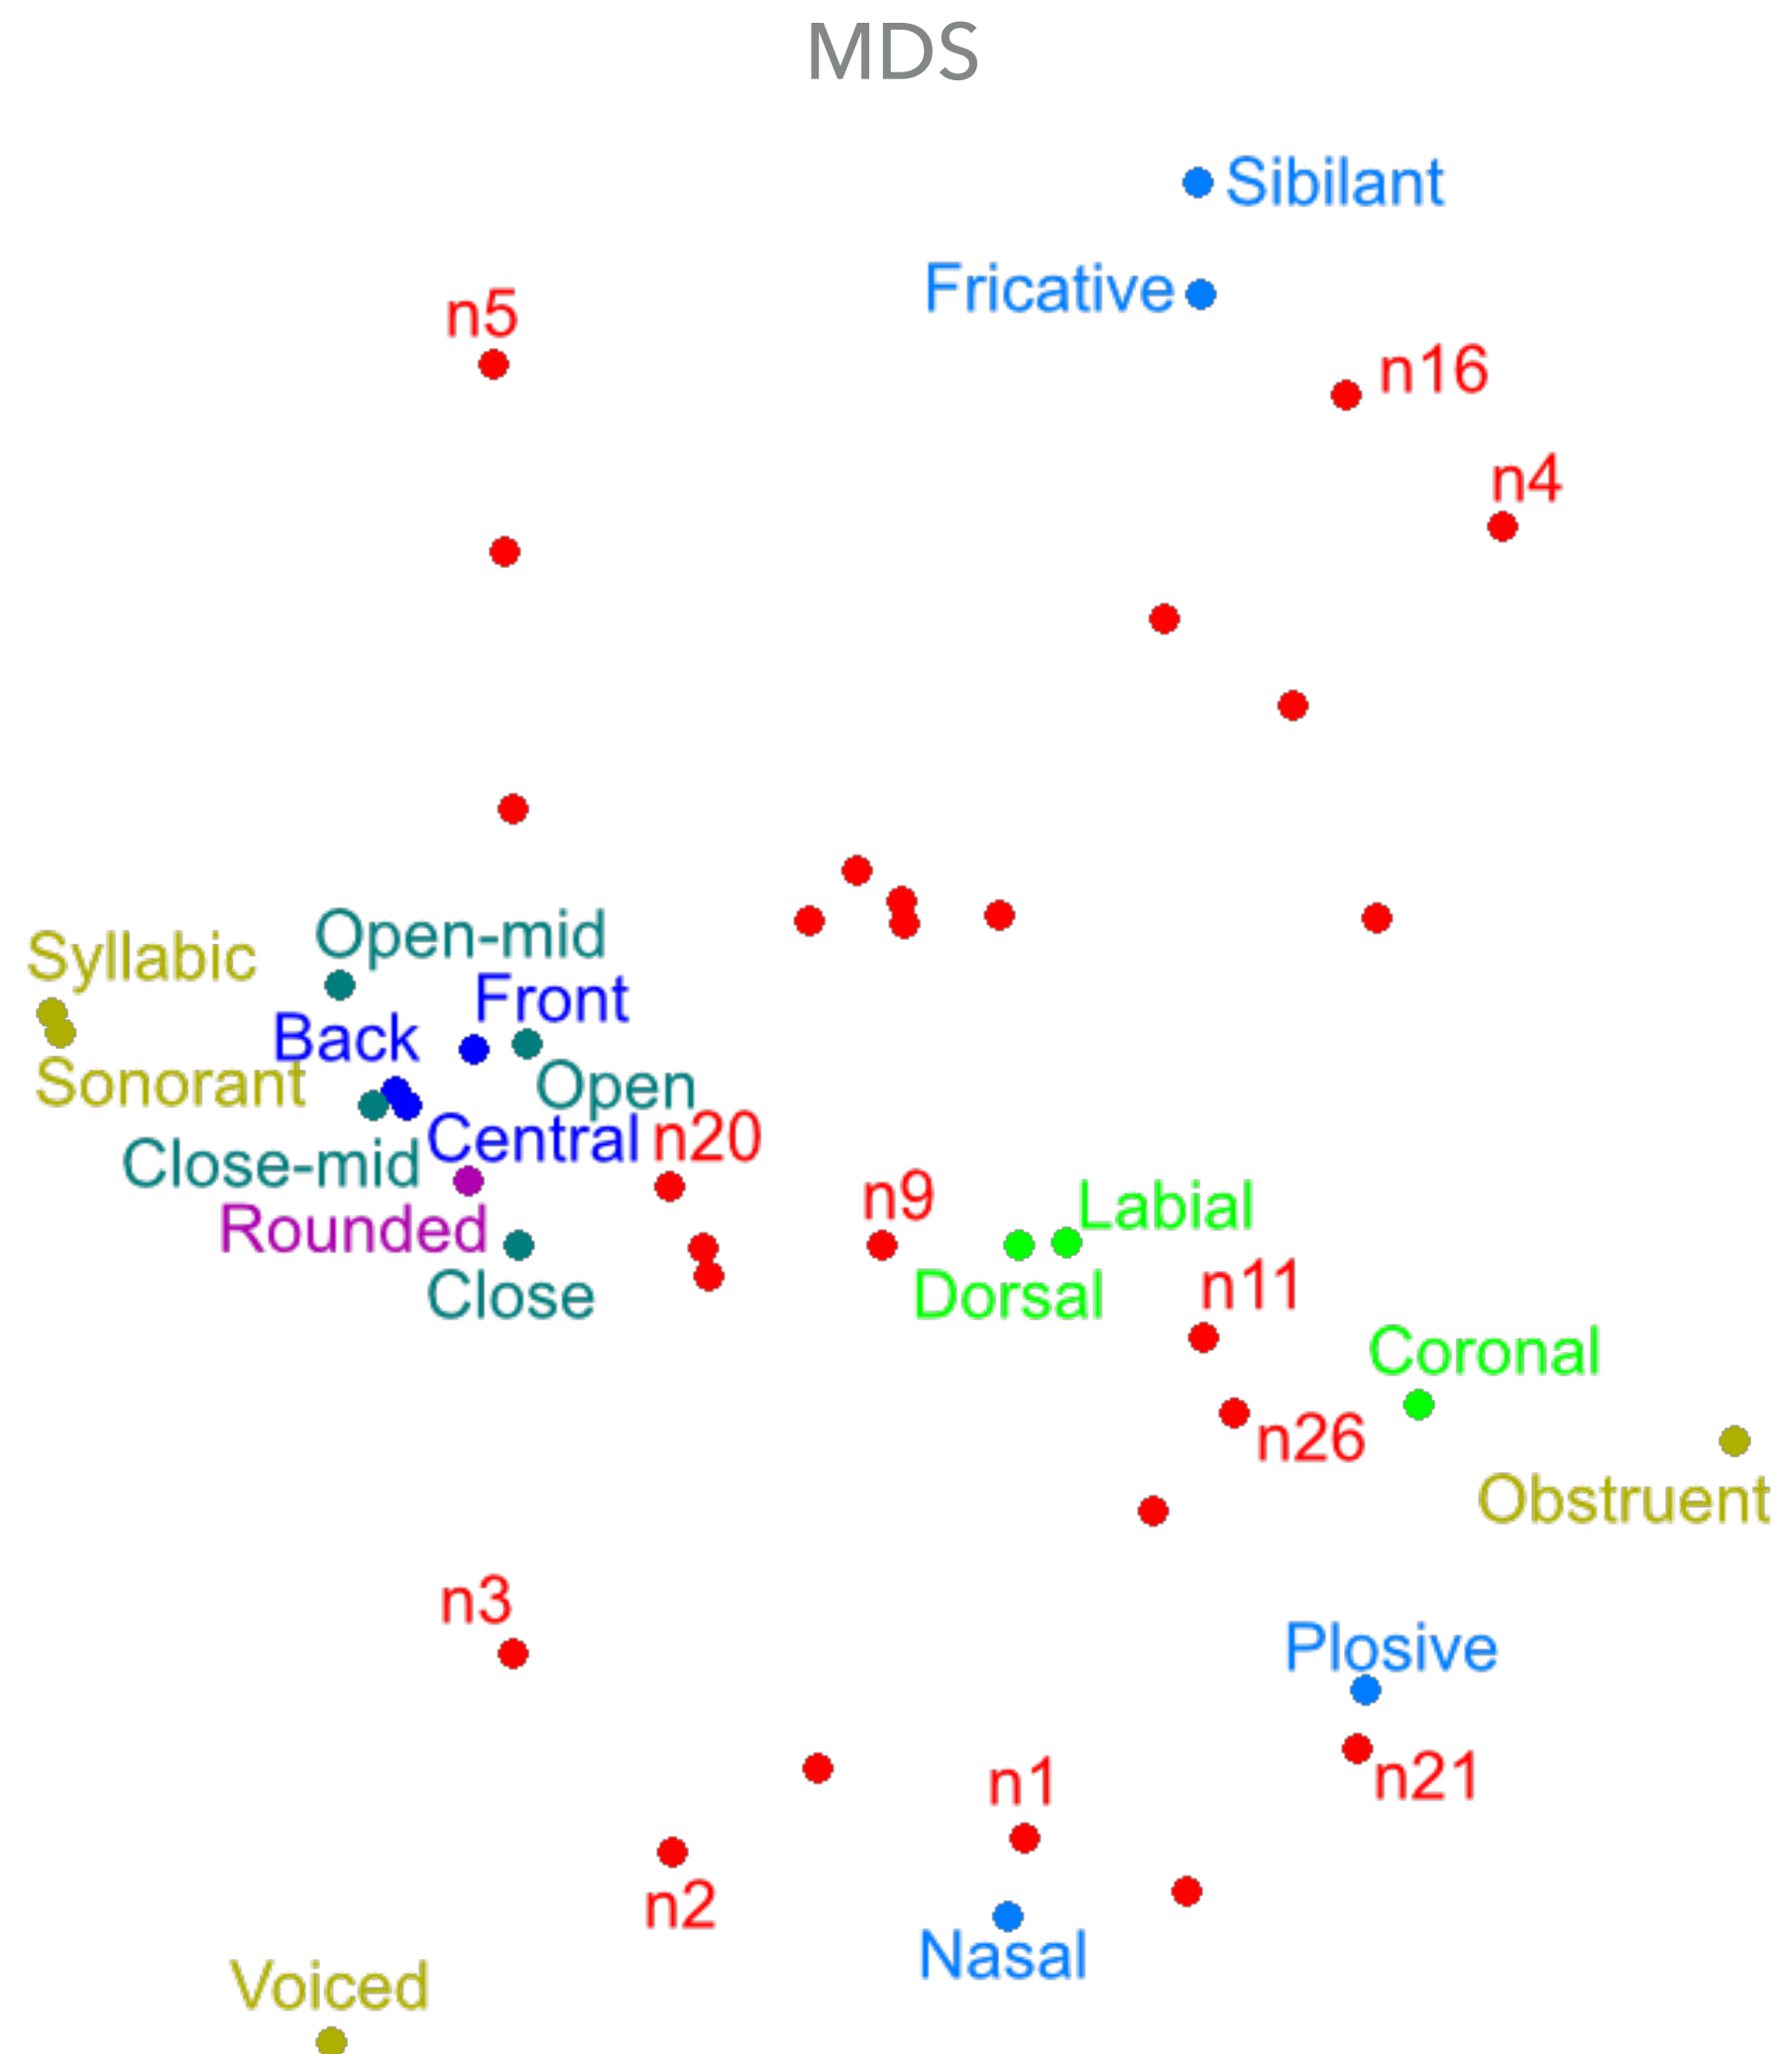 MDS
Sibilant
Fricative
n5
n16
n4
Open-mid
Syllabic
Front
Back
Sonorant
Open
Central
n20
Close-mid
n9
Labial
Rounded
Close
Dorsal
n11
Coronal
n26
Obstruent
n3
Plosive
n1
n21
n2
Nasal
Voiced